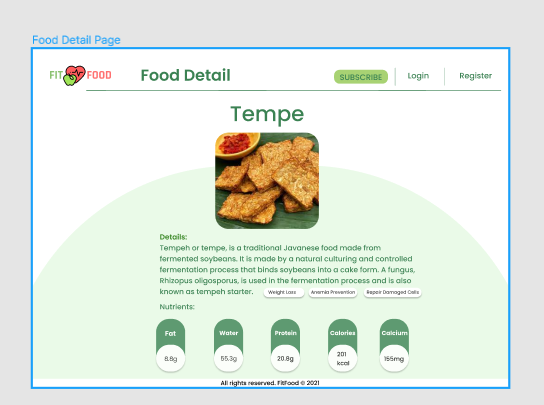 Food Detail Page
FIT FOOD
Food Detail
SUBSCRIBE
Login
Register
Tempe
Details:
Tempeh or tempe, is a traditional Javanese food made from
fermented soybeans. It is made by a natural culturing and controlled
fermentation process that binds soybeans into a cake form. A fungus,
Rhizopus oligosporus, is used in the fermentation process and is also
known as tempeh starter.
Weight Loss
Anemia Prevention
Repair Damaged Cells
Nutrients:
Fat
Water
Protein
Calories
Calcium
8.8g
55.3g
20.8g
201
kcal
155mg
All rights reserved. FitFood © 2021